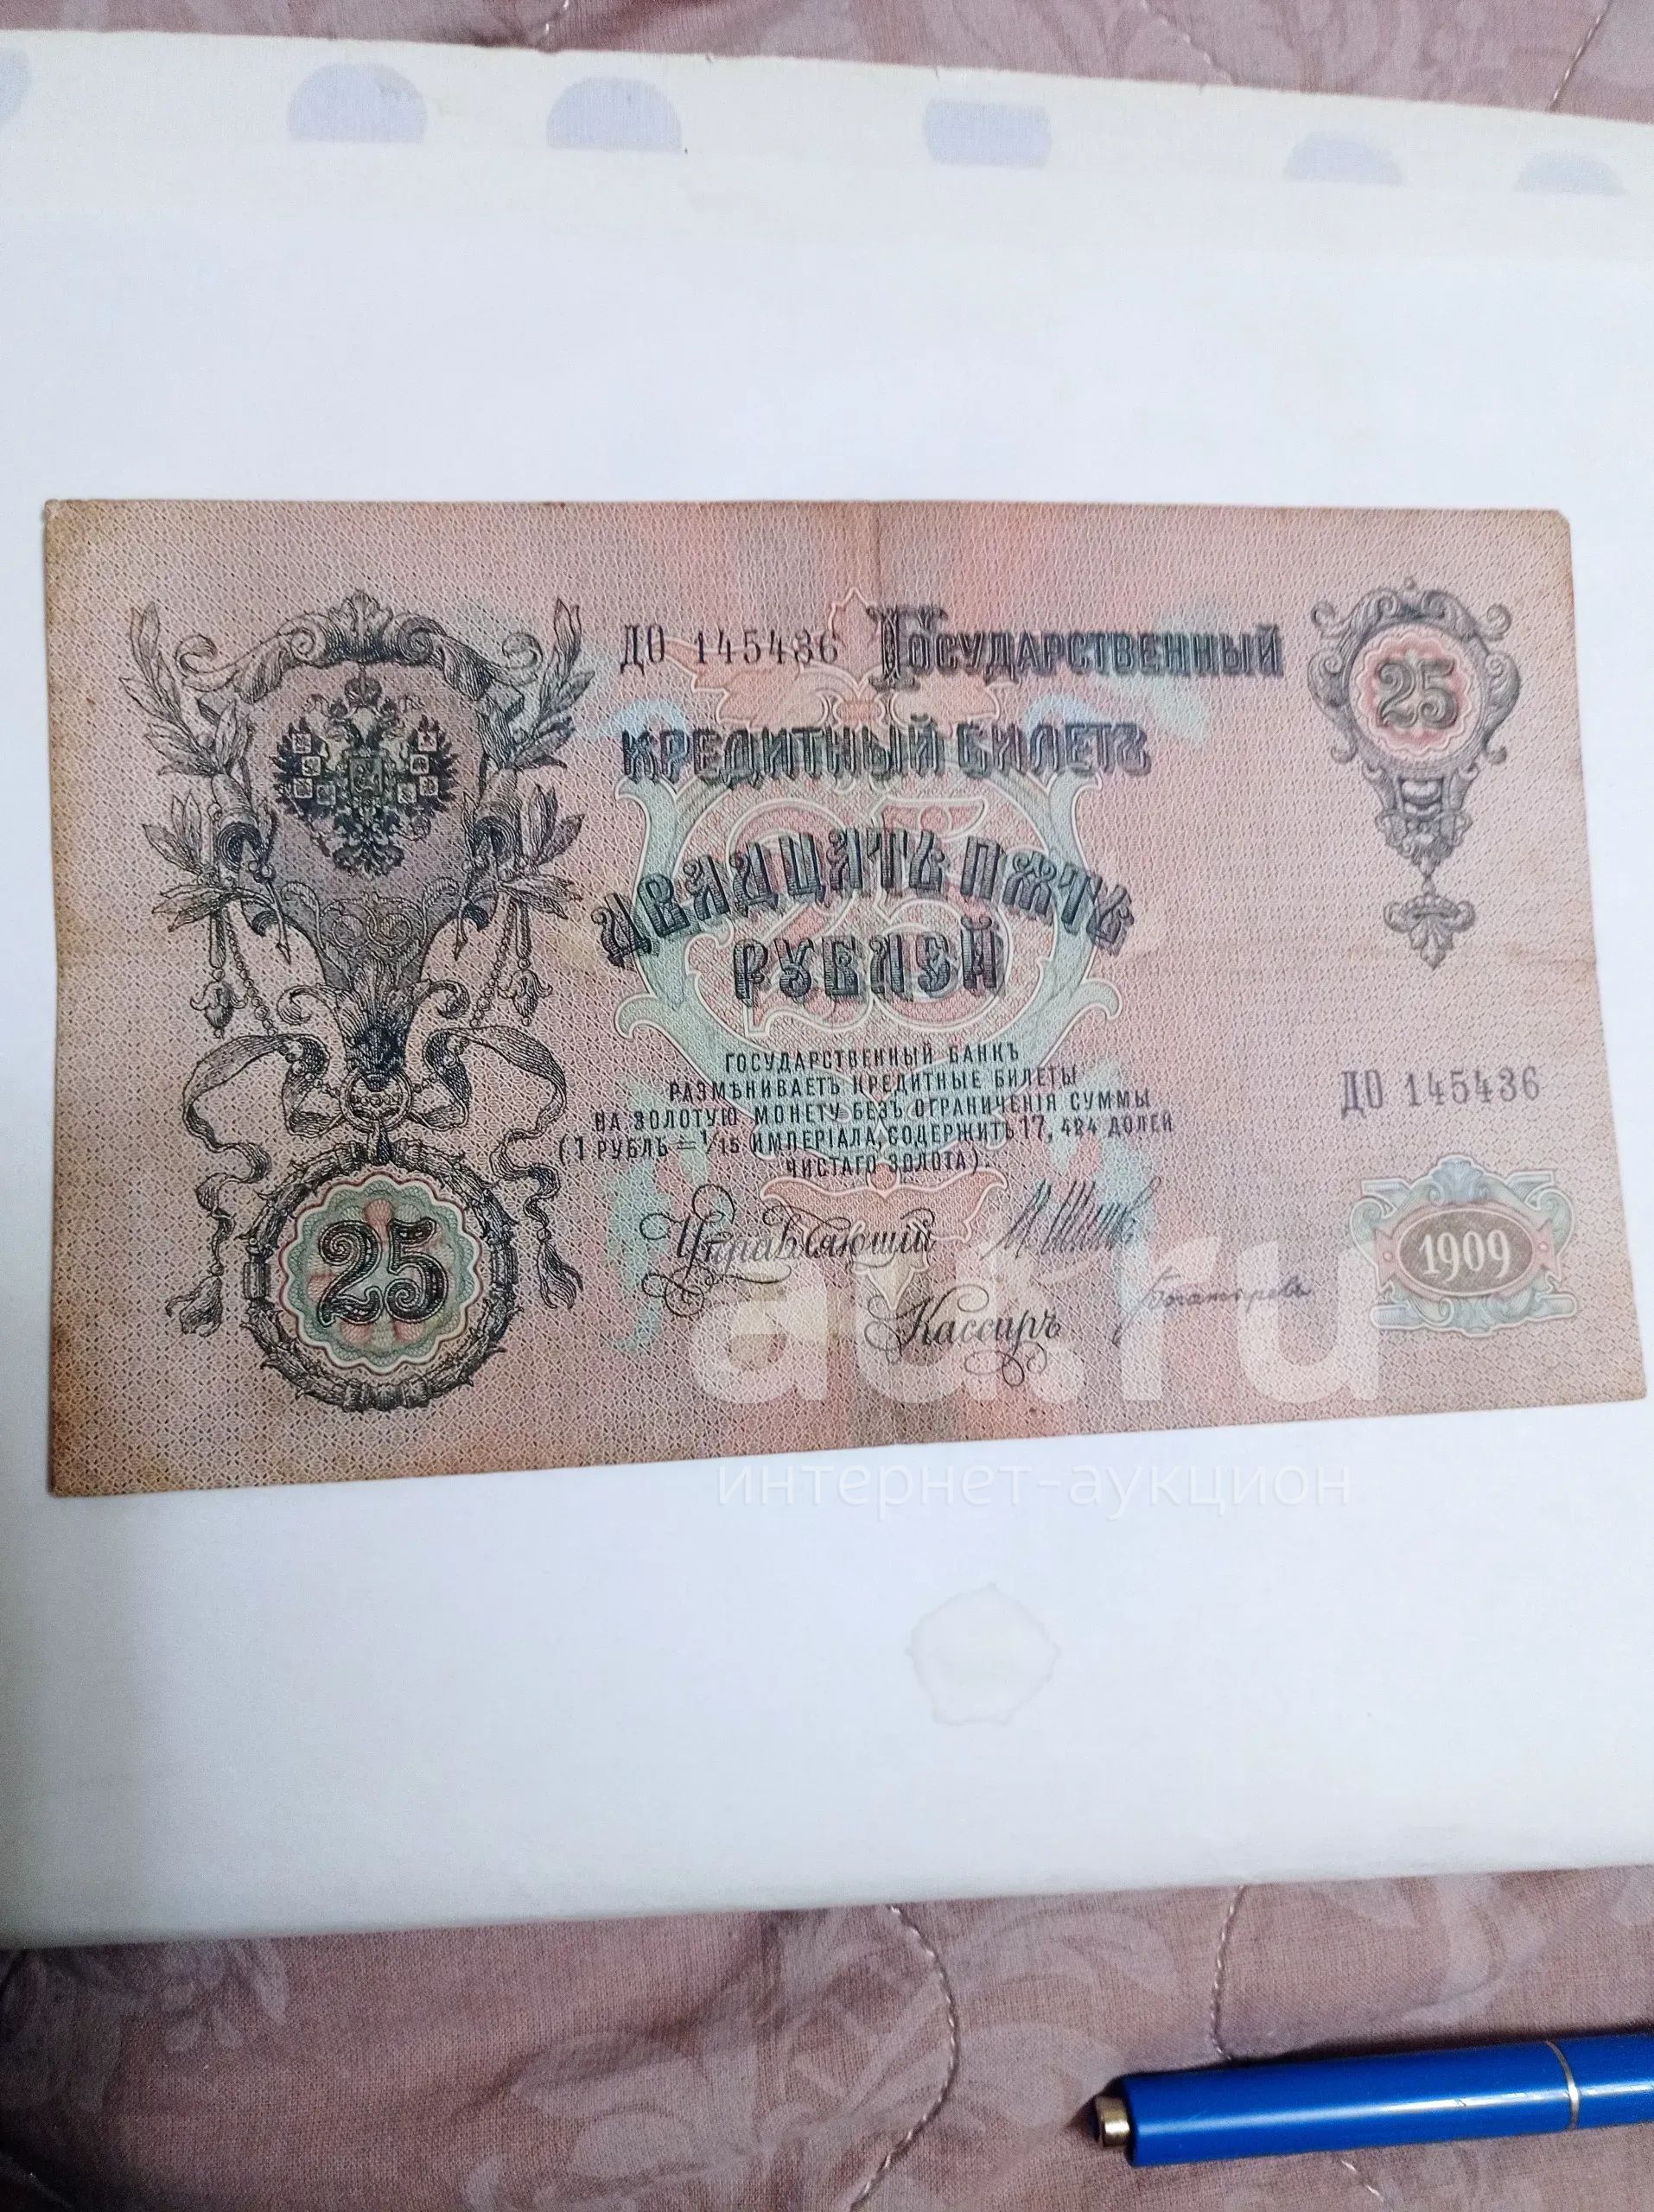 ДО 145436 Государственный
кредитный билетъ
25
двадцать пять
рублей
25
государственный банкъ
размѣниваетъ кредитные билеты
на золотую монету безъ ограниченія суммы
(1 рубль = 1/15 имперіала, содержитъ 17, 424 долей
чистаго золота).
ДО 145436
Управляющій
Кассиръ
25
1909
au.ru
интернет-аукцион